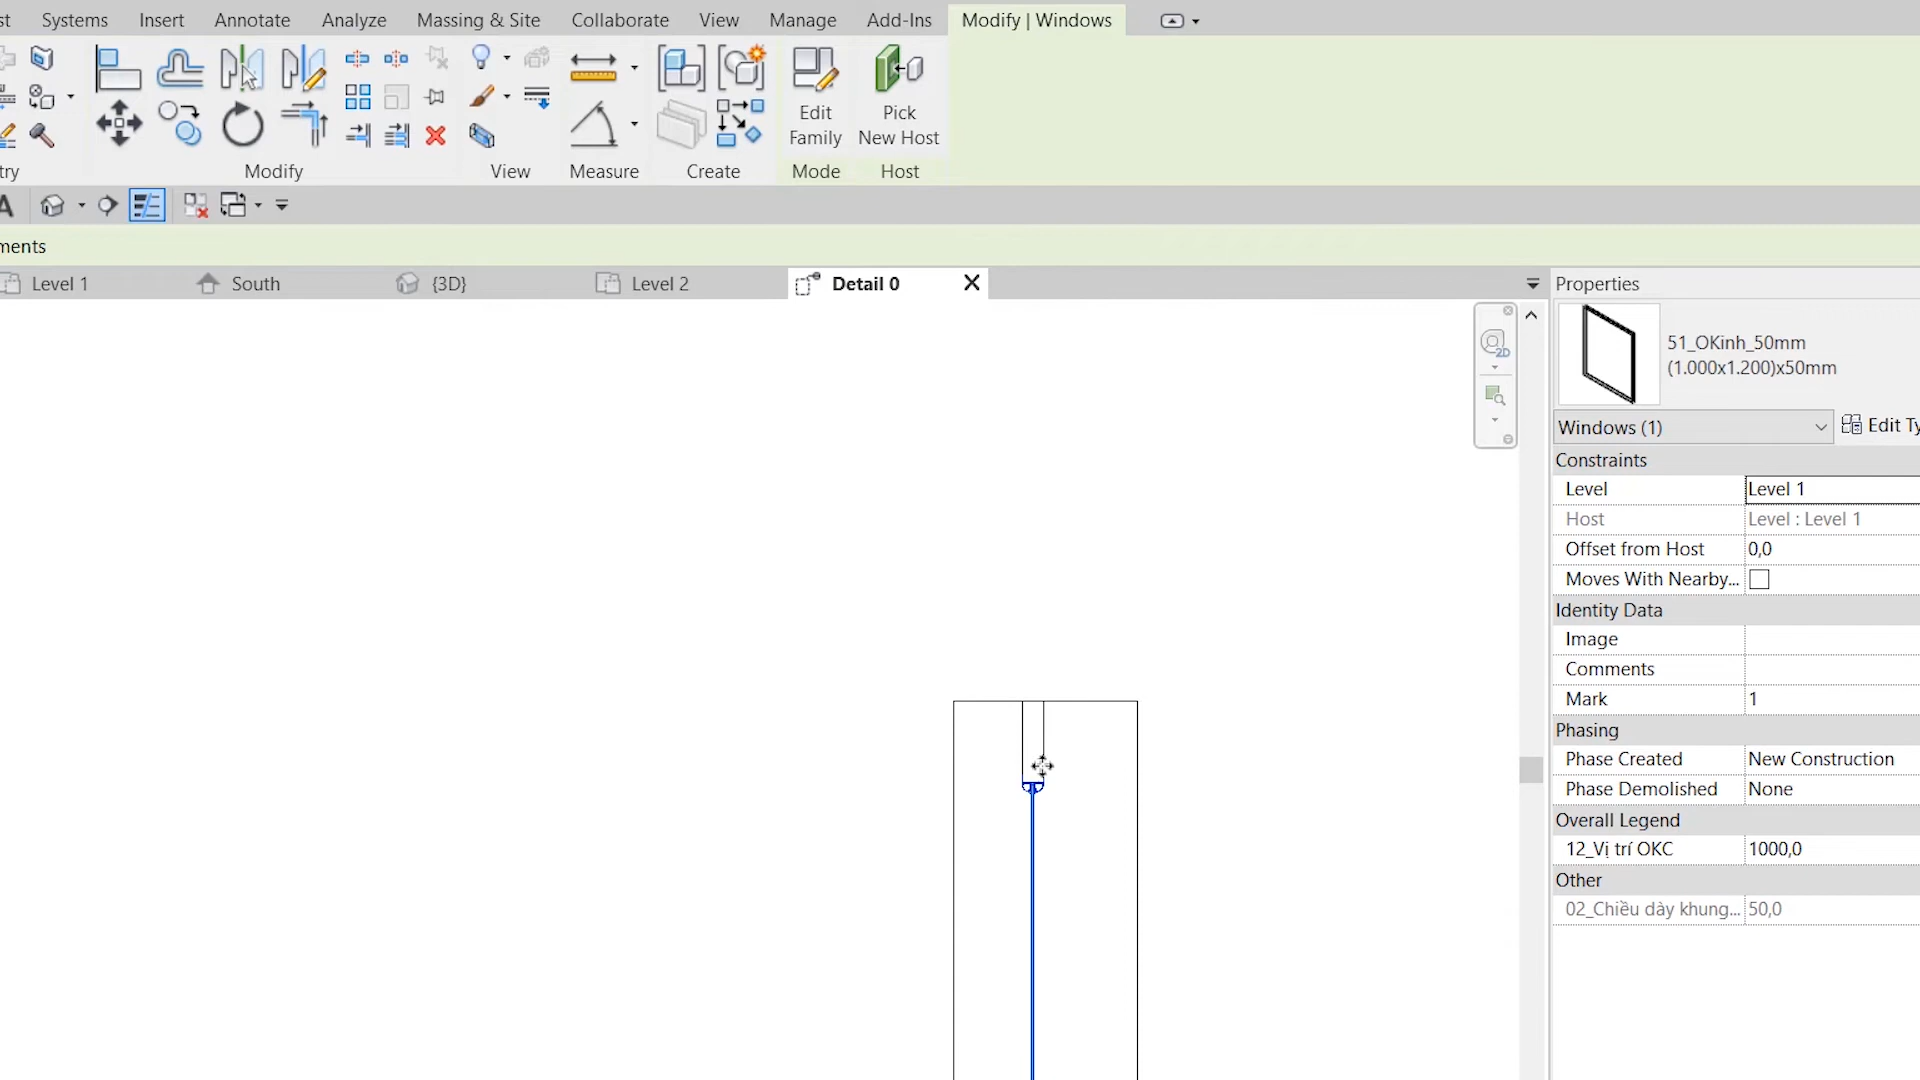 st Systems Insert Annotate Analyze Massing & Site Collaborate View Manage Add-Ins Modify | Windows
Edit Family
Pick New Host
try Modify View Measure Create Mode Host
A
ments
Level 1 South {3D} Level 2 Detail 0
2D
Properties
51_OKinh_50mm
(1.000x1.200)x50mm
Windows (1) Edit Ty
Constraints
Level Level 1
Host Level : Level 1
Offset from Host 0,0
Moves With Nearby...
Identity Data
Image
Comments
Mark 1
Phasing
Phase Created New Construction
Phase Demolished None
Overall Legend
12_Vị trí OKC 1000,0
Other
02_Chiều dày khung... 50,0